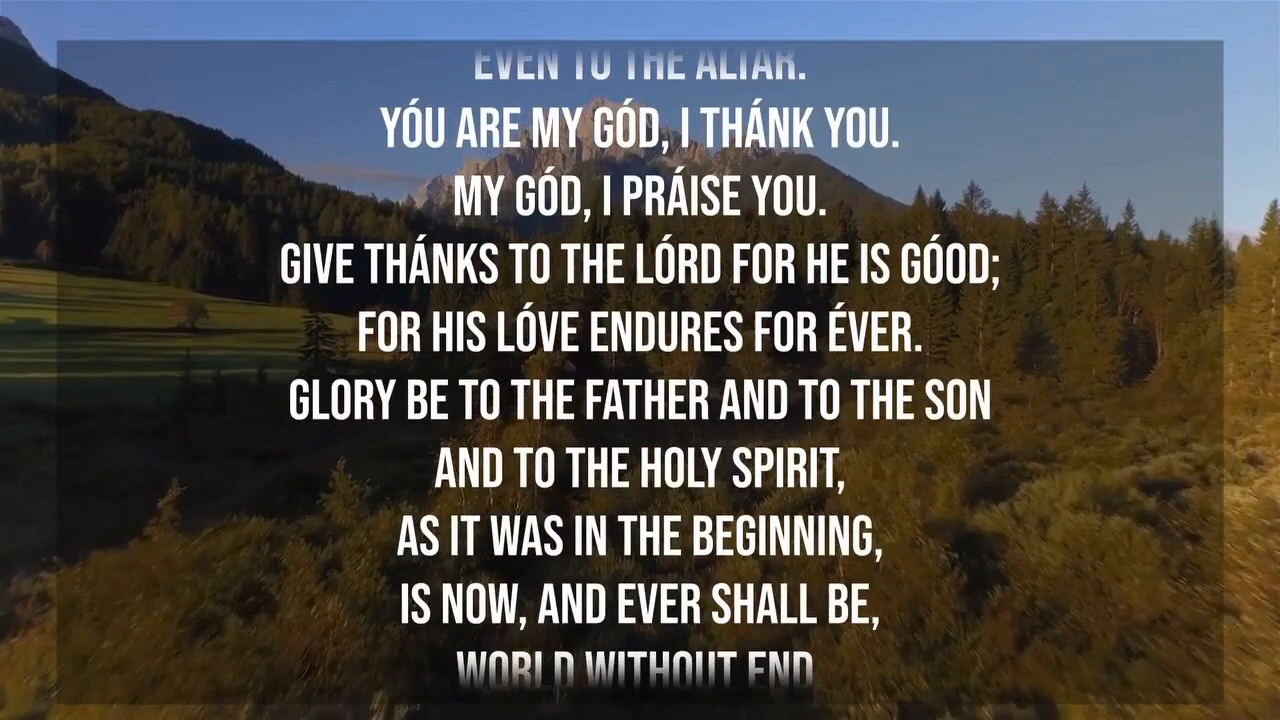 EVEN TO THE ALTAR.
YÓU ARE MY GÓD, I THÁNK YOU.
MY GÓD, I PRÁISE YOU.
GIVE THÁNKS TO THE LÓRD FOR HE IS GÓOD;
FOR HIS LÓVE ENDURES FOR ÉVER.
GLORY BE TO THE FATHER AND TO THE SON
AND TO THE HOLY SPIRIT,
AS IT WAS IN THE BEGINNING,
IS NOW, AND EVER SHALL BE,
WORLD WITHOUT END